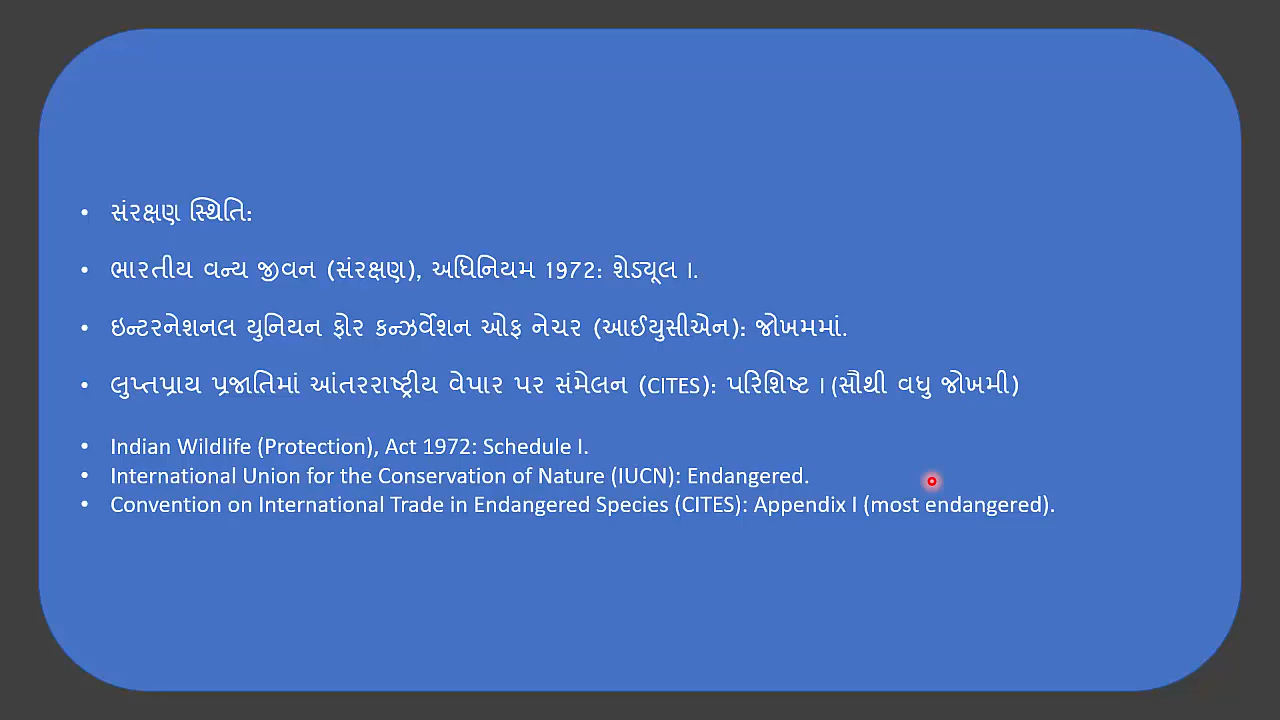 • સંરક્ષણ સ્થિતિ:
• ભારતીય વન્ય જીવન (સંરક્ષણ), અધિનિયમ 1972: શેડ્યૂલ I.
• ઇન્ટરનેશનલ યુનિયન ફોર કન્ઝર્વેશન ઓફ નેચર (આઈયુસીએન): જોખમમાં.
• લુપ્તપ્રાય પ્રજાતિમાં આંતરરાષ્ટ્રીય વેપાર પર સંમેલન (CITES): પરિશિષ્ટ I (સૌથી વધુ જોખમી)
• Indian Wildlife (Protection), Act 1972: Schedule I.
• International Union for the Conservation of Nature (IUCN): Endangered.
• Convention on International Trade in Endangered Species (CITES): Appendix I (most endangered).